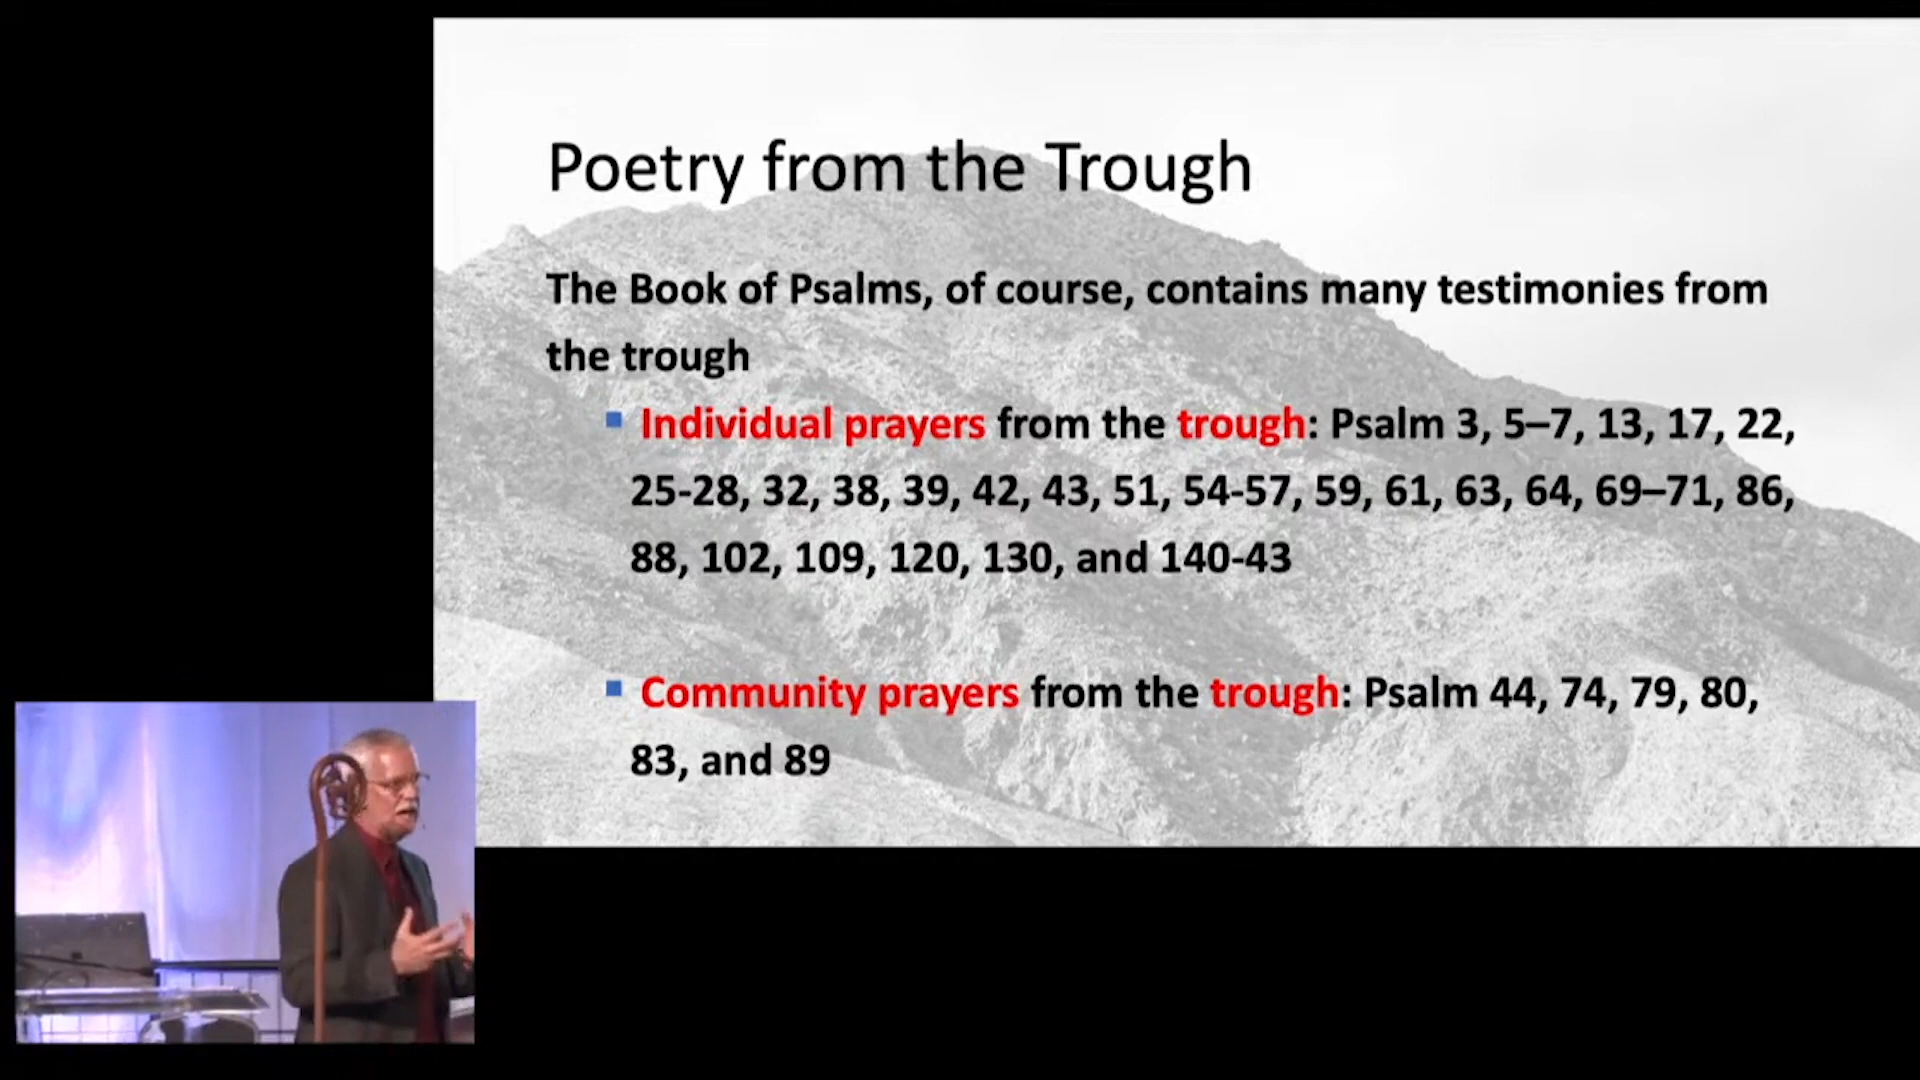 Poetry from the Trough
The Book of Psalms, of course, contains many testimonies from
the trough
Individual prayers from the trough: Psalm 3, 5–7, 13, 17, 22,
25-28, 32, 38, 39, 42, 43, 51, 54-57, 59, 61, 63, 64, 69–71, 86,
88, 102, 109, 120, 130, and 140-43
Community prayers from the trough: Psalm 44, 74, 79, 80,
83, and 89